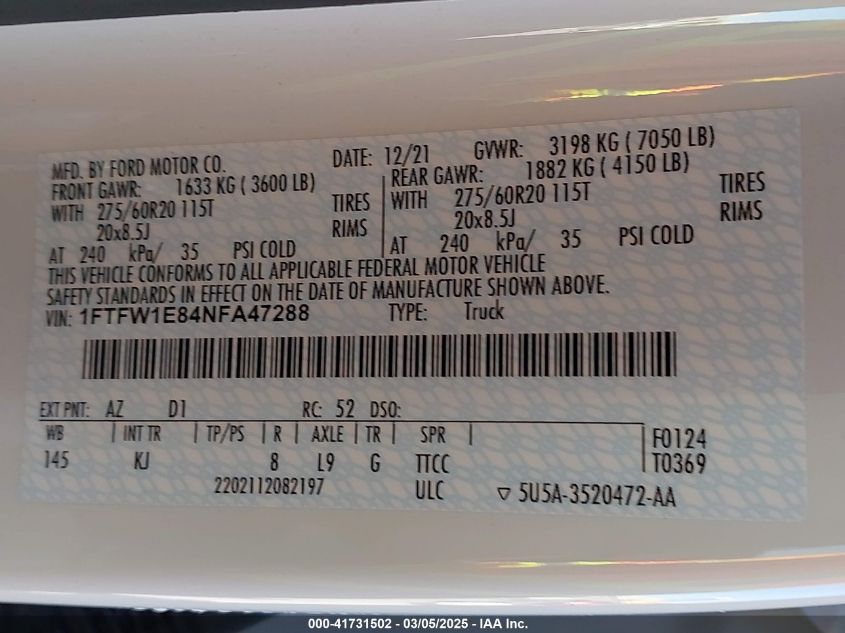 MFD. BY FORD MOTOR CO. DATE: 12/21 GVWR: 3198 KG ( 7050 LB)
FRONT GAWR: 1633 KG ( 3600 LB) REAR GAWR: 1882 KG ( 4150 LB)
WITH 275/60R20 115T TIRES WITH 275/60R20 115T TIRES
20x8.5J RIMS 20x8.5J RIMS
AT 240 kPa/ 35 PSI COLD AT 240 kPa/ 35 PSI COLD
THIS VEHICLE CONFORMS TO ALL APPLICABLE FEDERAL MOTOR VEHICLE
SAFETY STANDARDS IN EFFECT ON THE DATE OF MANUFACTURE SHOWN ABOVE.
VIN: 1FTFW1E84NFA47288 TYPE: Truck
EXT PNT: AZ D1 RC: 52 DSO:
WB | INT TR | TP/PS | R | AXLE | TR | SPR | F0124
145 KJ 8 L9 G TTCC T0369
2202112082197 ULC ▽ 5U5A-3520472-AA
000-41731502 - 03/05/2025 - IAA Inc.